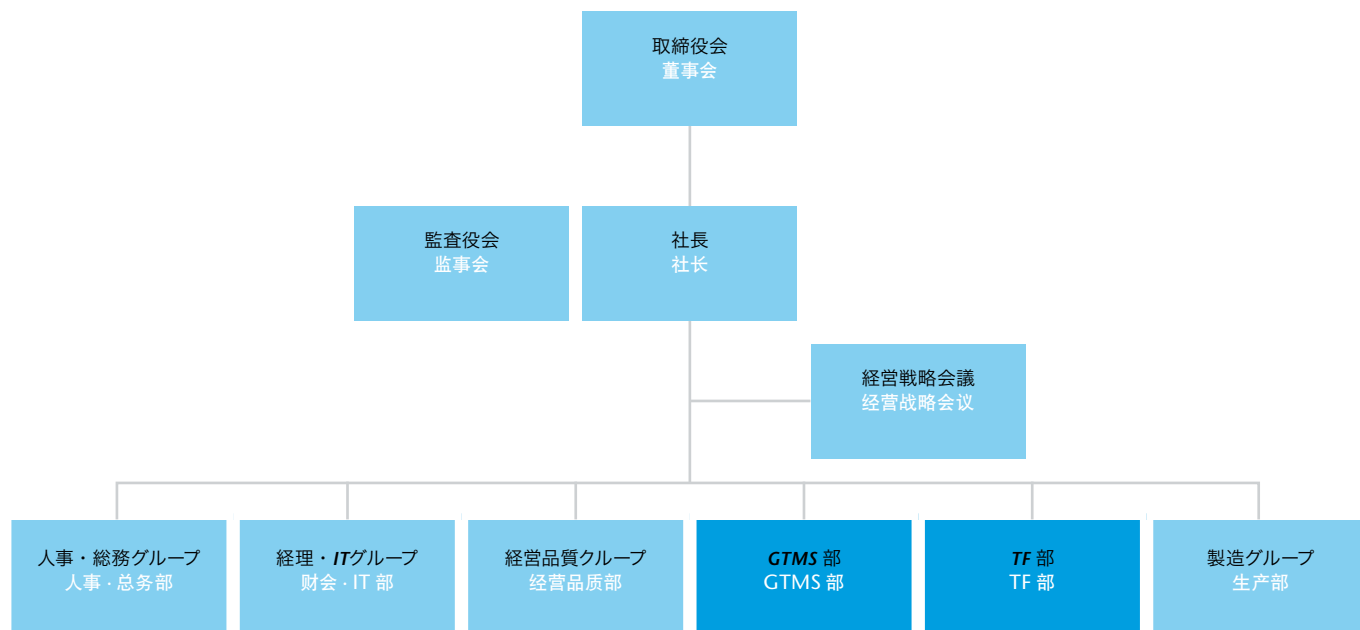 取締役会
董事会
監査役会
监事会
社長
社长
経営戦略会議
经营战略会议
人事・総務グループ
人事·总务部
経理・ITグループ
财会·IT 部
経営品質クループ
经营品质部
GTMS 部
GTMS 部
TF 部
TF 部
製造グループ
生产部